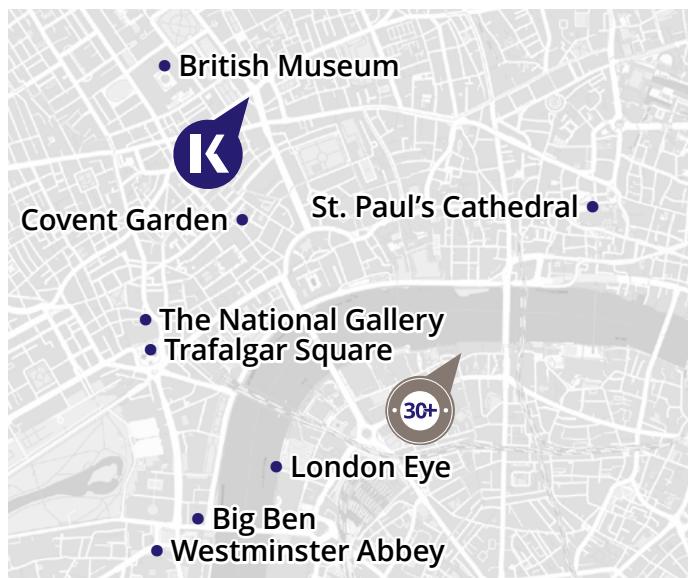 British Museum
K
Covent Garden
St. Paul's Cathedral
The National Gallery
Trafalgar Square
30+
London Eye
Big Ben
Westminster Abbey